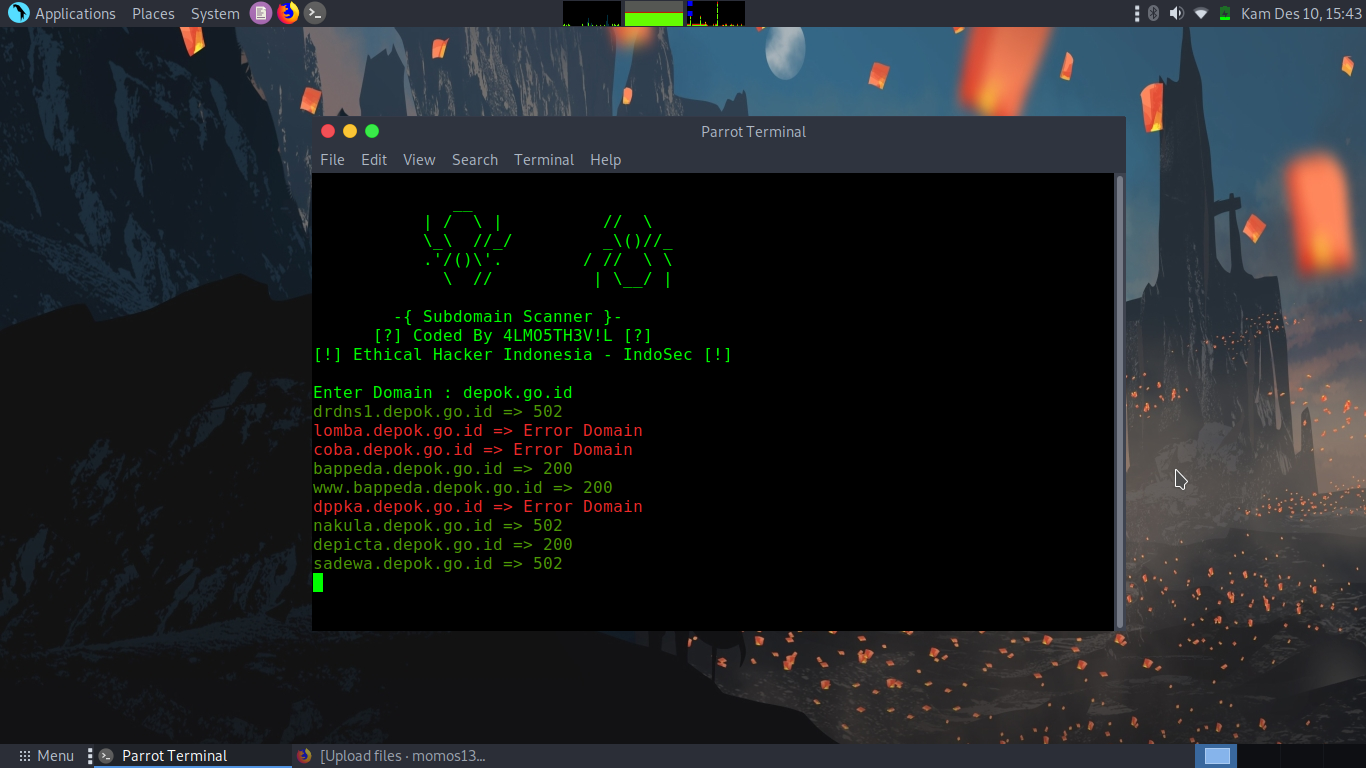 Applications Places System
Kam Des 10, 15:43
Parrot Terminal
File Edit View Search Terminal Help
__
| /  \ |          //  \
\_\  //_/         _\()//_
.'/()\'.        / //  \ \
\  //          | \__/ |
-{ Subdomain Scanner }-
[?] Coded By 4LMO5TH3V!L [?]
[!] Ethical Hacker Indonesia - IndoSec [!]
Enter Domain : depok.go.id
drdns1.depok.go.id => 502
lomba.depok.go.id => Error Domain
coba.depok.go.id => Error Domain
bappeda.depok.go.id => 200
www.bappeda.depok.go.id => 200
dppka.depok.go.id => Error Domain
nakula.depok.go.id => 502
depicta.depok.go.id => 200
sadewa.depok.go.id => 502
Menu
Parrot Terminal
[Upload files · momos13...